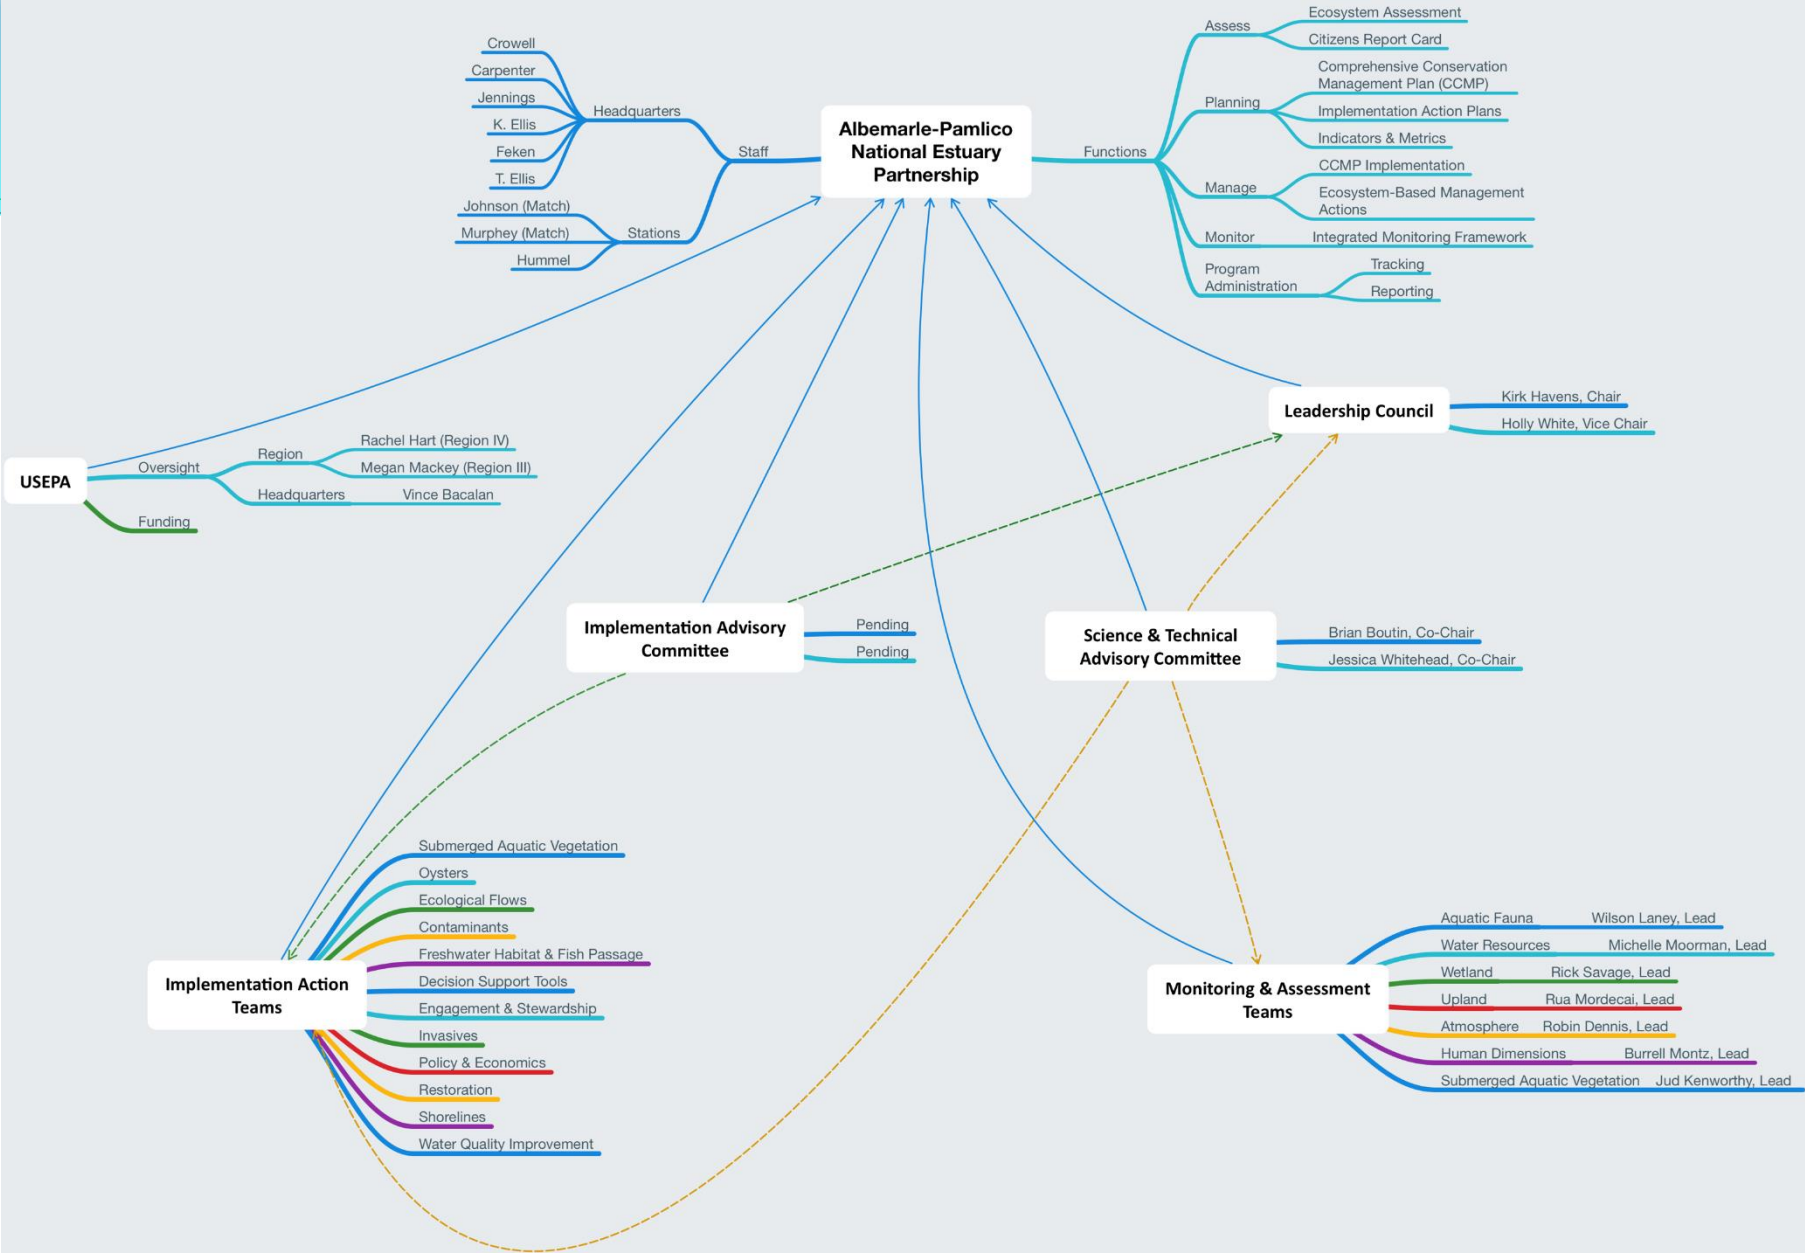 Albemarle-Pamlico
National Estuary
Partnership
Staff
Headquarters
Crowell
Carpenter
Jennings
K. Ellis
Feken
T. Ellis
Stations
Johnson (Match)
Murphey (Match)
Hummel
Functions
Assess
Ecosystem Assessment
Citizens Report Card
Planning
Comprehensive Conservation
Management Plan (CCMP)
Implementation Action Plans
Indicators & Metrics
Manage
CCMP Implementation
Ecosystem-Based Management
Actions
Monitor
Integrated Monitoring Framework
Program
Administration
Tracking
Reporting
Leadership Council
Kirk Havens, Chair
Holly White, Vice Chair
USEPA
Oversight
Region
Rachel Hart (Region IV)
Megan Mackey (Region III)
Headquarters
Vince Bacalan
Funding
Implementation Advisory
Committee
Pending
Pending
Science & Technical
Advisory Committee
Brian Boutin, Co-Chair
Jessica Whitehead, Co-Chair
Implementation Action
Teams
Submerged Aquatic Vegetation
Oysters
Ecological Flows
Contaminants
Freshwater Habitat & Fish Passage
Decision Support Tools
Engagement & Stewardship
Invasives
Policy & Economics
Restoration
Shorelines
Water Quality Improvement
Monitoring & Assessment
Teams
Aquatic Fauna Wilson Laney, Lead
Water Resources Michelle Moorman, Lead
Wetland Rick Savage, Lead
Upland Rua Mordecai, Lead
Atmosphere Robin Dennis, Lead
Human Dimensions Burrell Montz, Lead
Submerged Aquatic Vegetation Jud Kenworthy, Lead